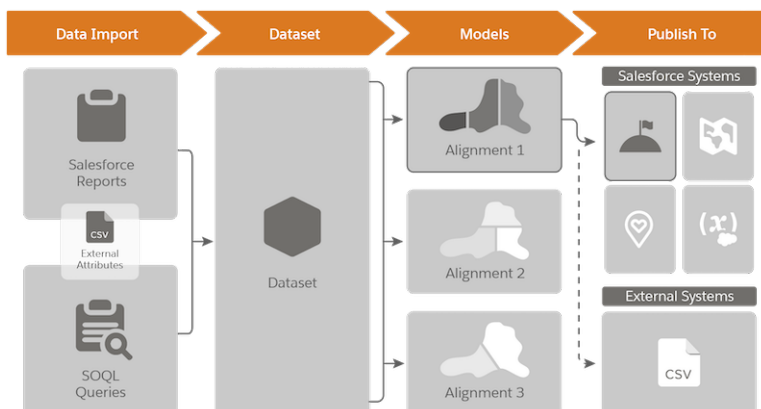 Data Import
Dataset
Models
Publish To
Salesforce
Reports
CSV
External
Attributes
SOQL
Queries
Dataset
Alignment 1
Alignment 2
Alignment 3
Salesforce Systems
(x)
External Systems
CSV